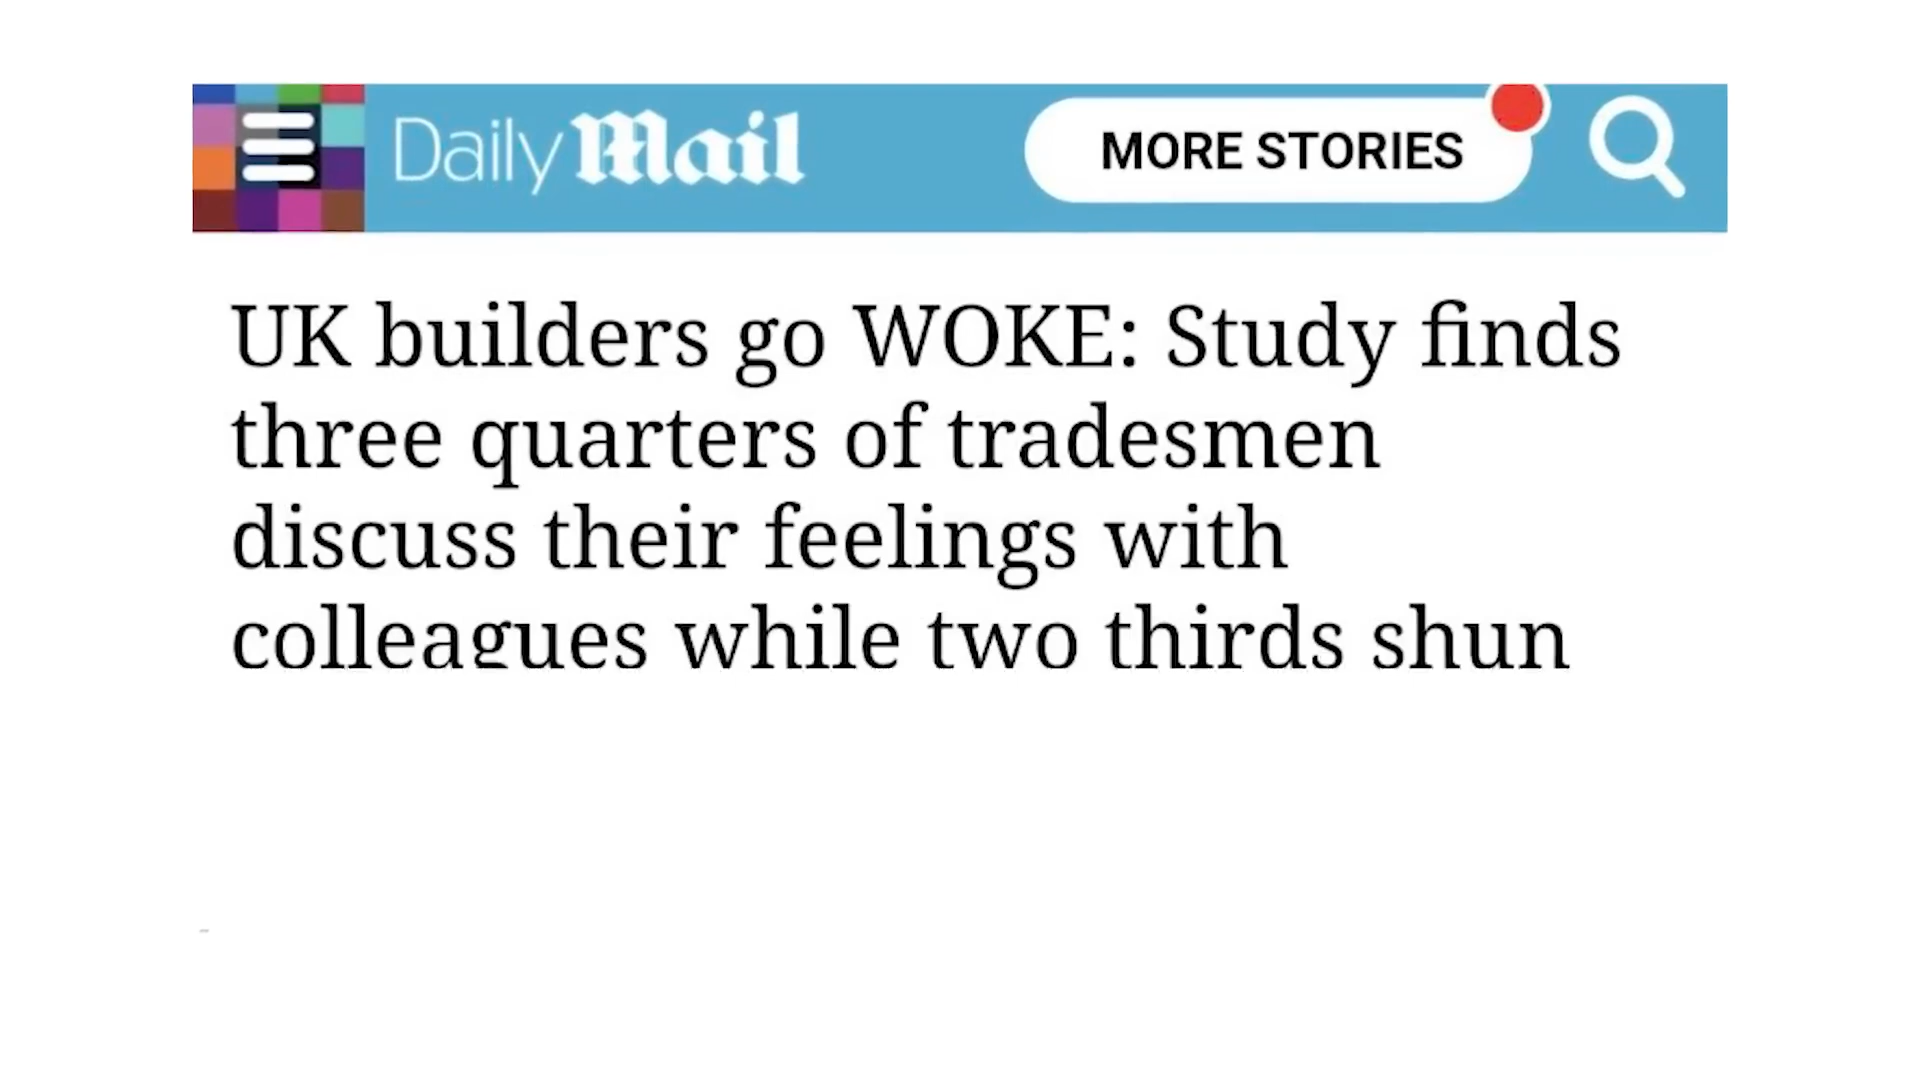 Daily Mail
MORE STORIES
UK builders go WOKE: Study finds
three quarters of tradesmen
discuss their feelings with
colleagues while two thirds shun